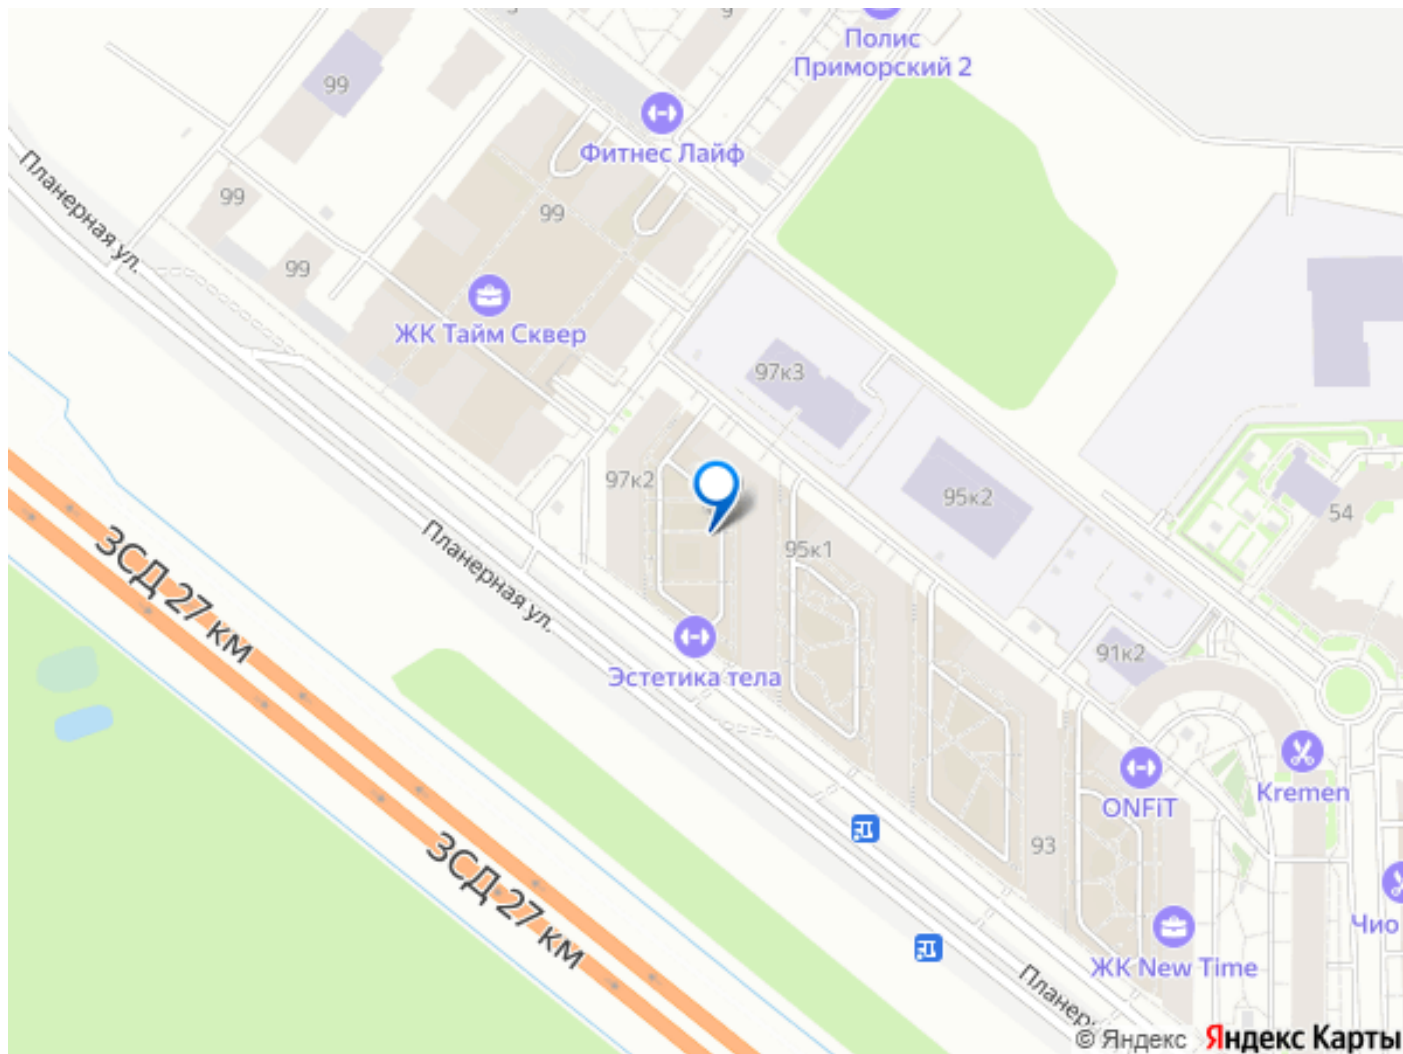 9
Полис
Приморский 2
99
Фитнес Лайф
Планерная ул.
99
99
99
ЖК Тайм Сквер
97к3
97к2
95к2
54
ЗСД 27 км
Планерная ул.
95к1
91к2
Эстетика тела
Kremen
ONFiT
ЗСД 27 км
93
Чио
ЖК New Time
Планер
© Яндекс
Яндекс Карты